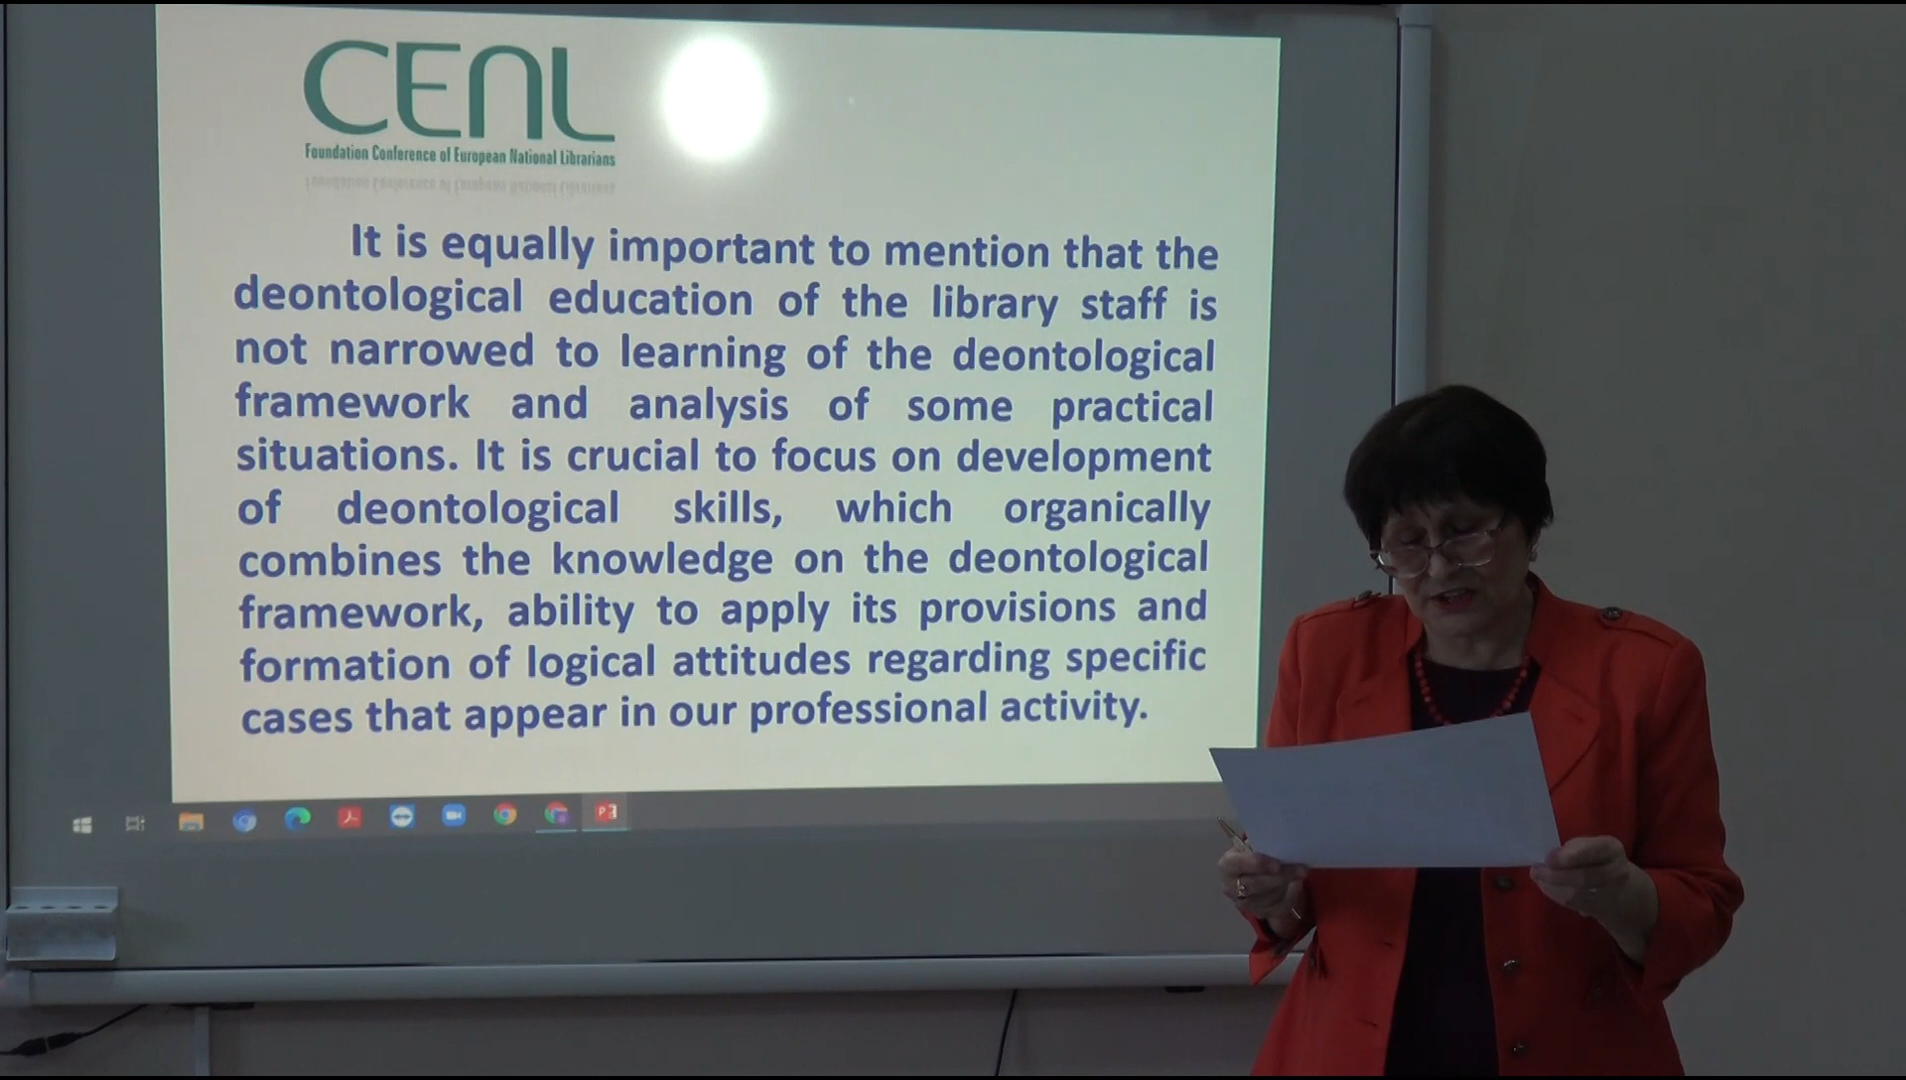 CENL
Foundation Conference of European National Librarians
It is equally important to mention that the
deontological education of the library staff is
not narrowed to learning of the deontological
framework and analysis of some practical
situations. It is crucial to focus on development
of deontological skills, which organically
combines the knowledge on the deontological
framework, ability to apply its provisions and
formation of logical attitudes regarding specific
cases that appear in our professional activity.